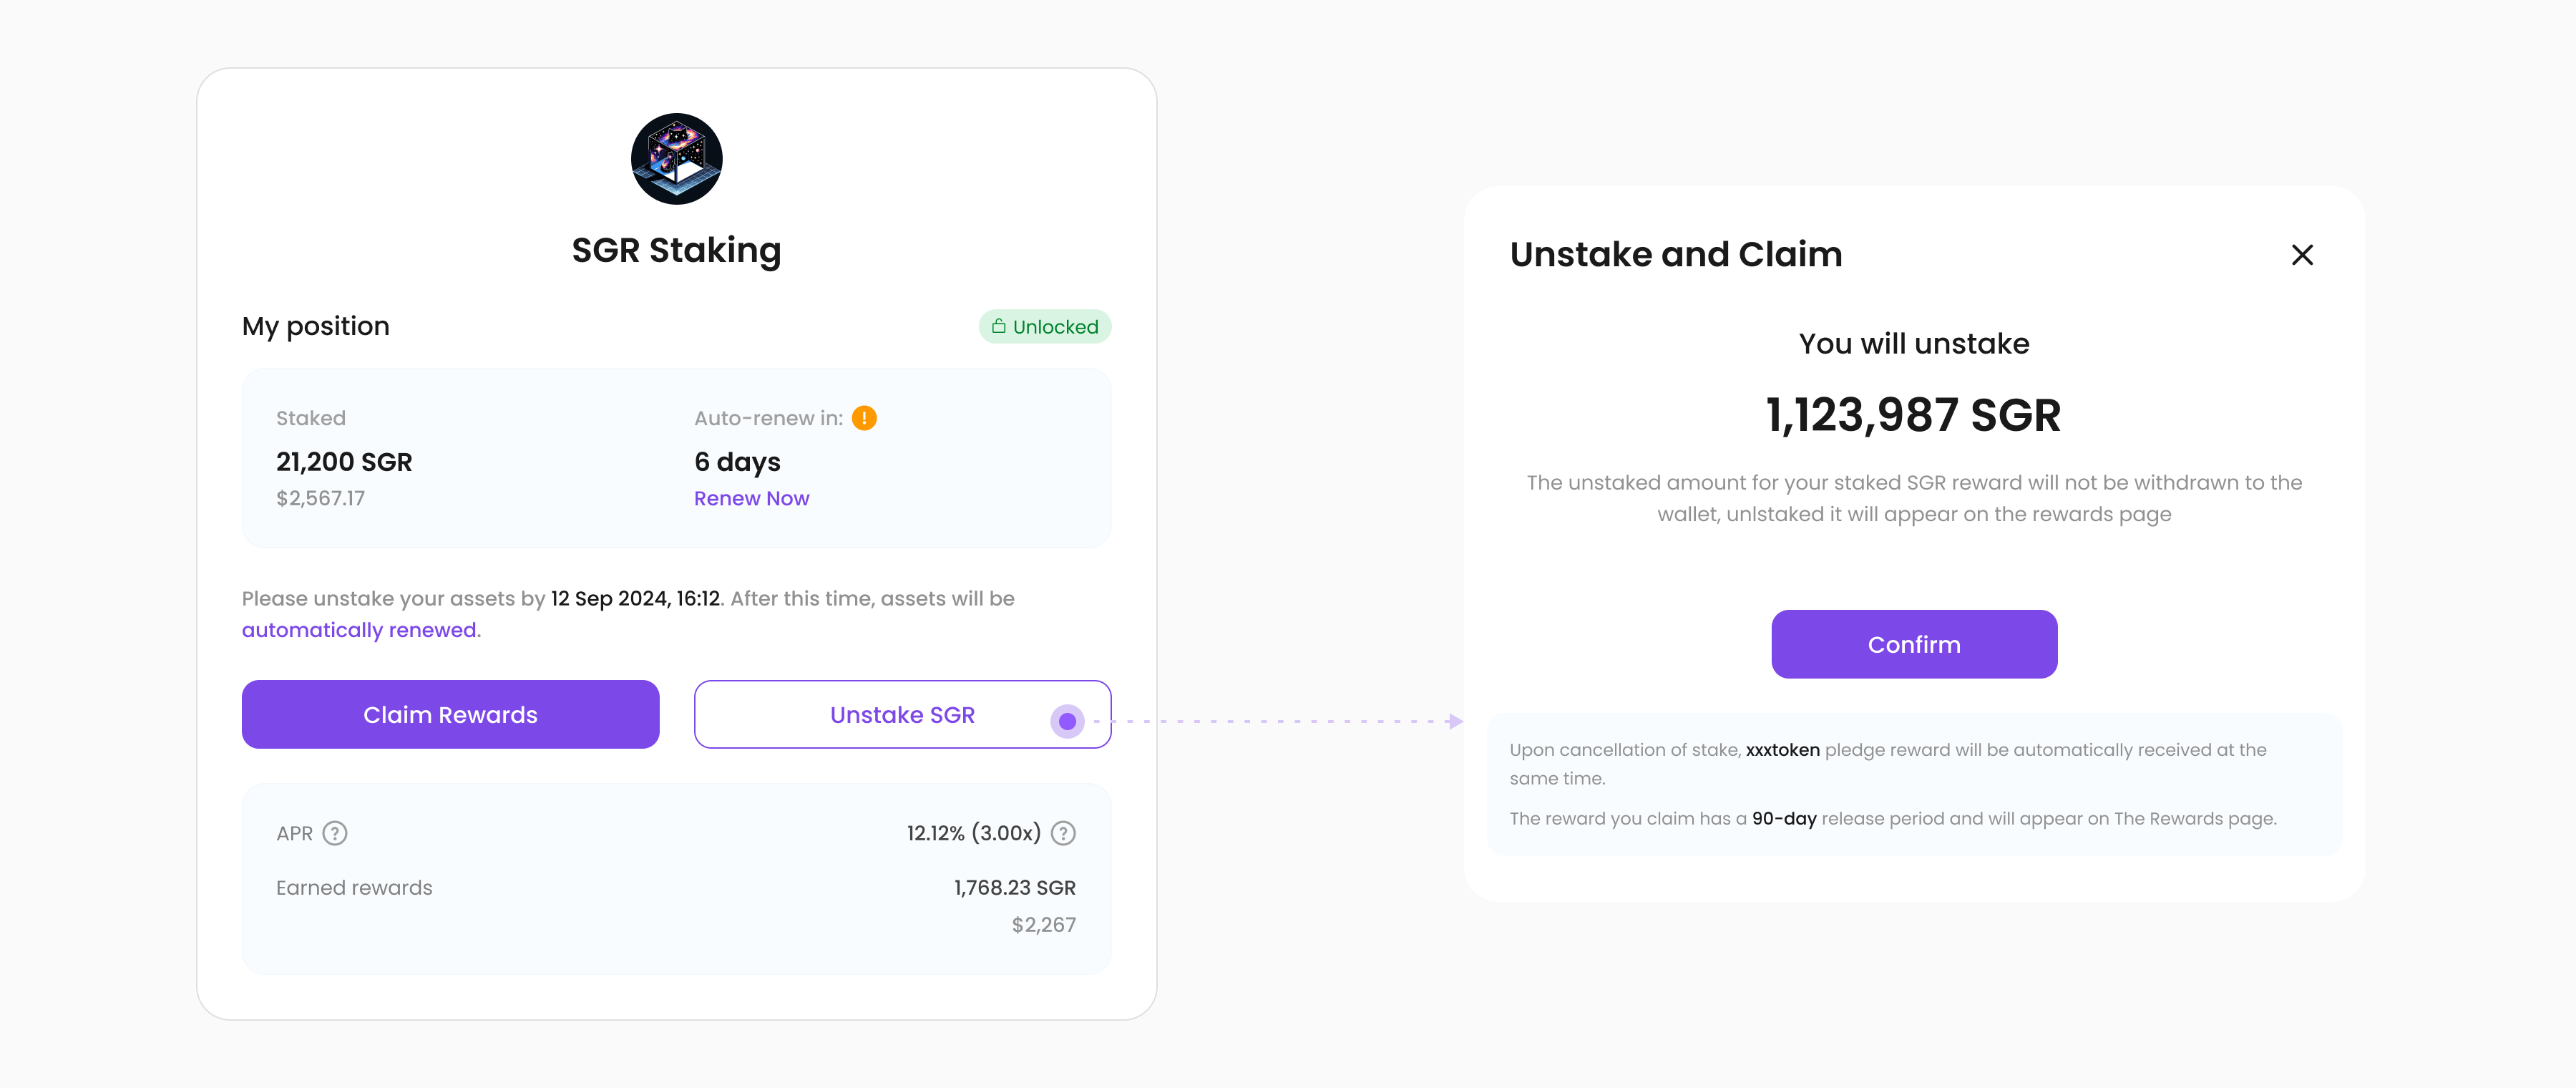 SGR Staking
My position
Unlocked
Staked
Auto-renew in:
21,200 SGR
6 days
$2,567.17
Renew Now
Please unstake your assets by 12 Sep 2024, 16:12. After this time, assets will be
automatically renewed.
Claim Rewards
Unstake SGR
APR
12.12% (3.00x)
Earned rewards
1,768.23 SGR
$2,267
Unstake and Claim
You will unstake
1,123,987 SGR
The unstaked amount for your staked SGR reward will not be withdrawn to the
wallet, unlstaked it will appear on the rewards page
Confirm
Upon cancellation of stake, xxxtoken pledge reward will be automatically received at the
same time.
The reward you claim has a 90-day release period and will appear on The Rewards page.